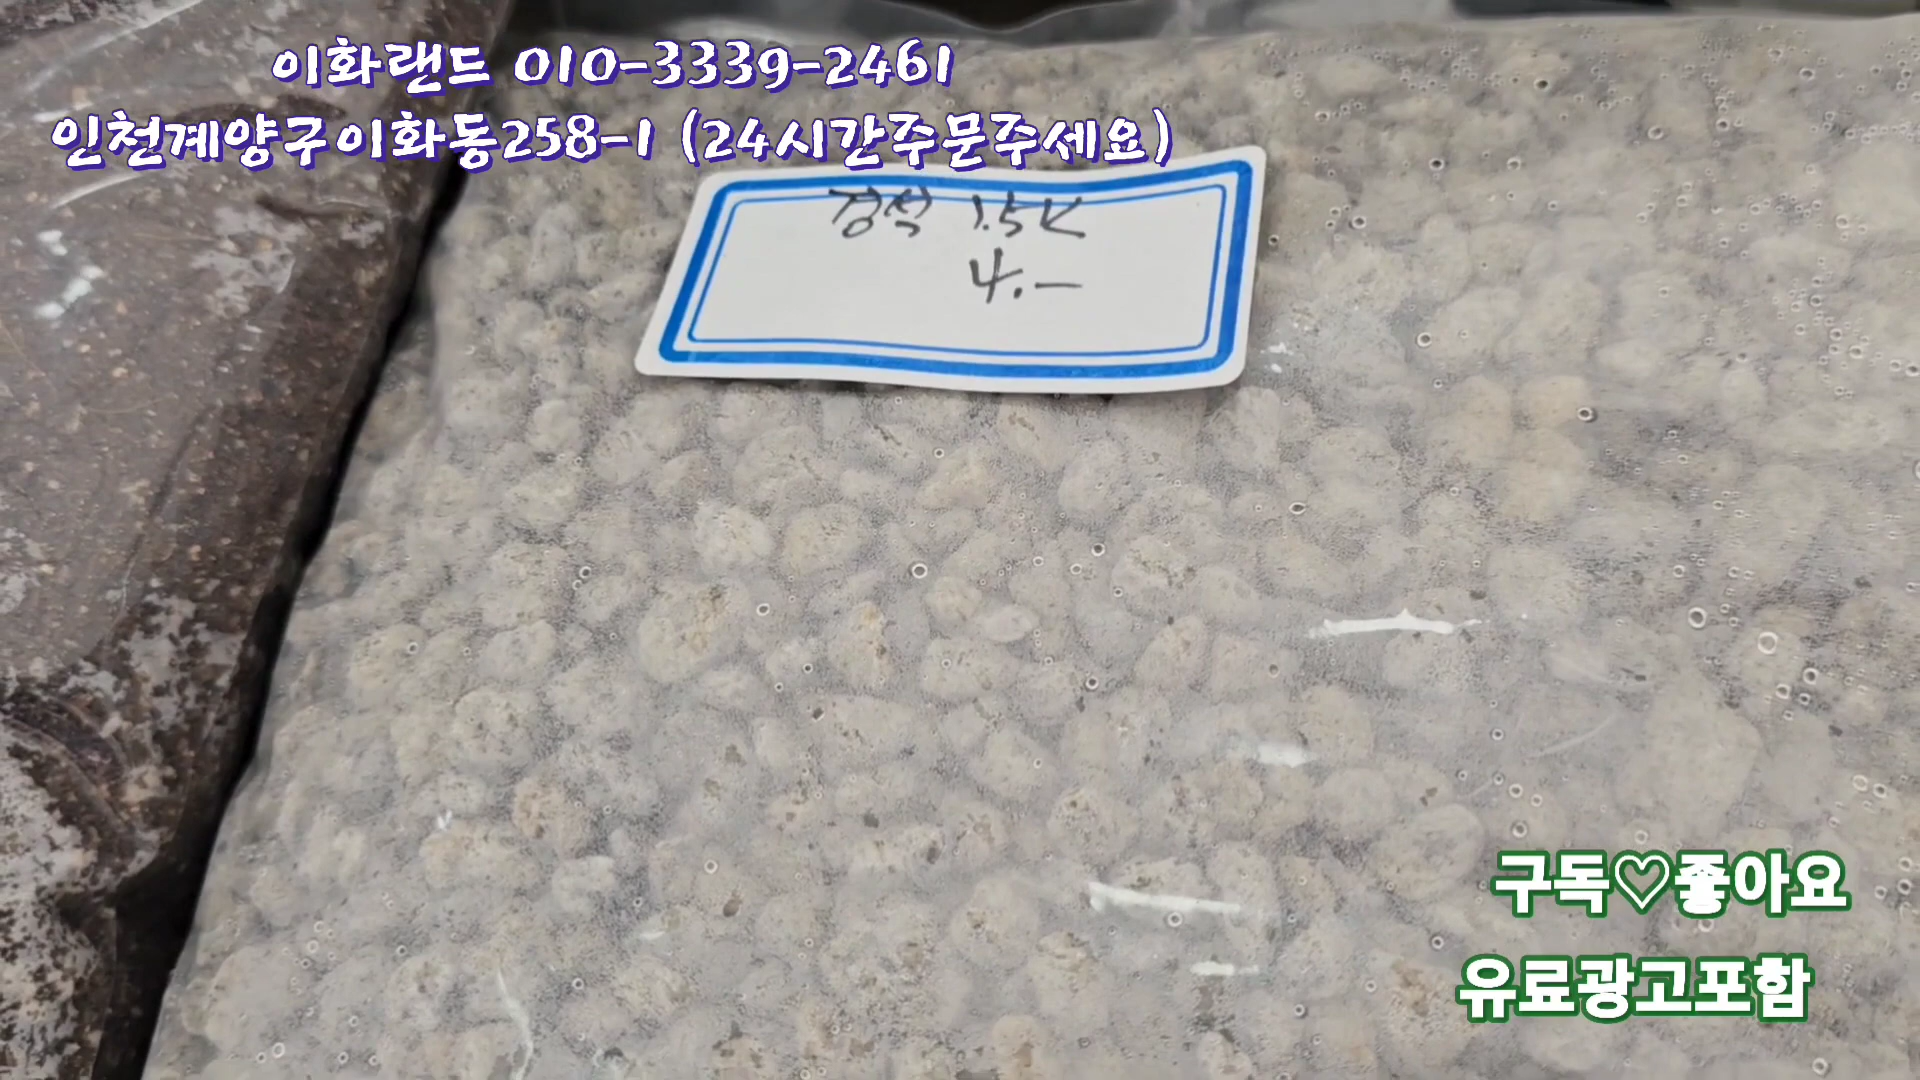 이화랜드 010-3339-2461
인천계양구이화동258-1 (24시간주문주세요)
경석 1.5K
4.-
구독♡좋아요
유료광고포함